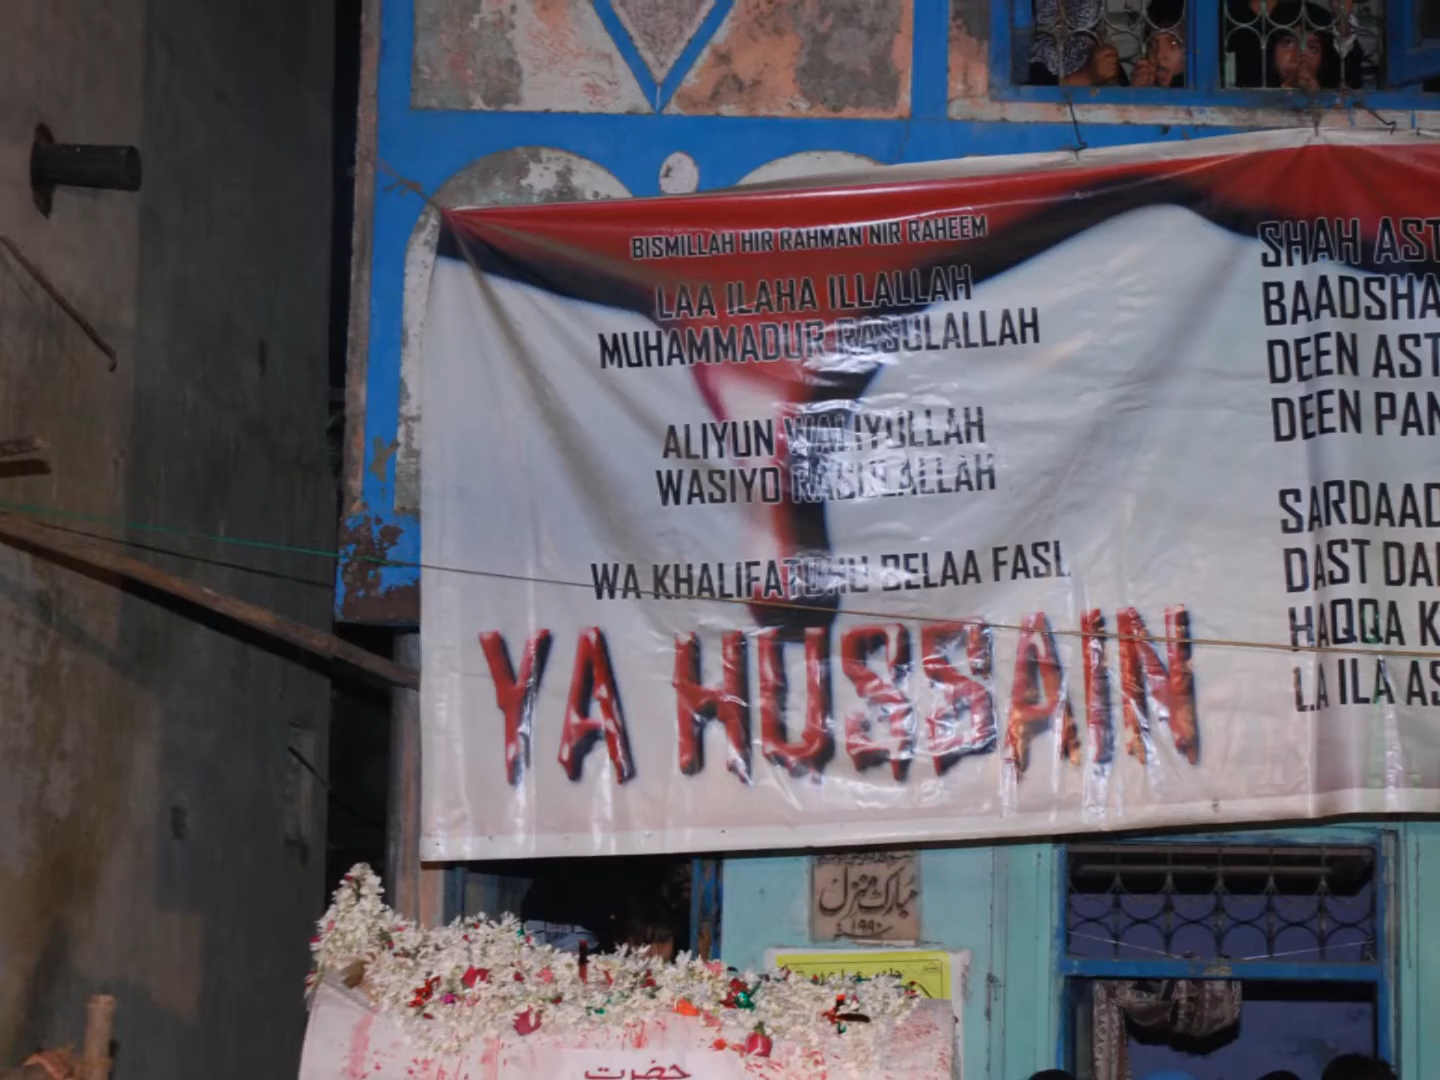 BISMILLAH HIR RAHMAN NIR RAHEEM
LAA ILAHA ILLALLAH
MUHAMMADUR RASULALLAH
ALIYUN WALIYULLAH
WASIYO RASULALLAH
WA KHALIFATUHU BELAA FASL
YA HUSSAIN
SHAH AST
BAADSHA
DEEN AST
DEEN PAN
SARDAAD
DAST DA
HAQQA K
LA ILA AS
مبارک منزل
۱۹۹۰
حضرت